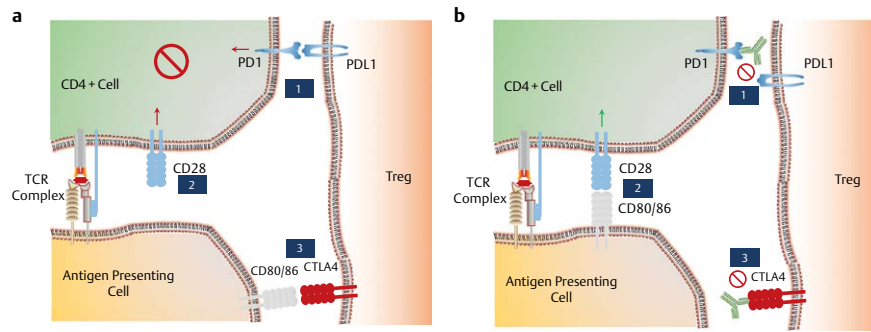 a
CD4 + Cell
PD1
PDL1
1
CD28
2
TCR
Complex
Treg
3
CD80/86
CTLA4
Antigen Presenting
Cell
b
CD4 + Cell
PD1
PDL1
1
CD28
2
CD80/86
TCR
Complex
Treg
3
CTLA4
Antigen Presenting
Cell